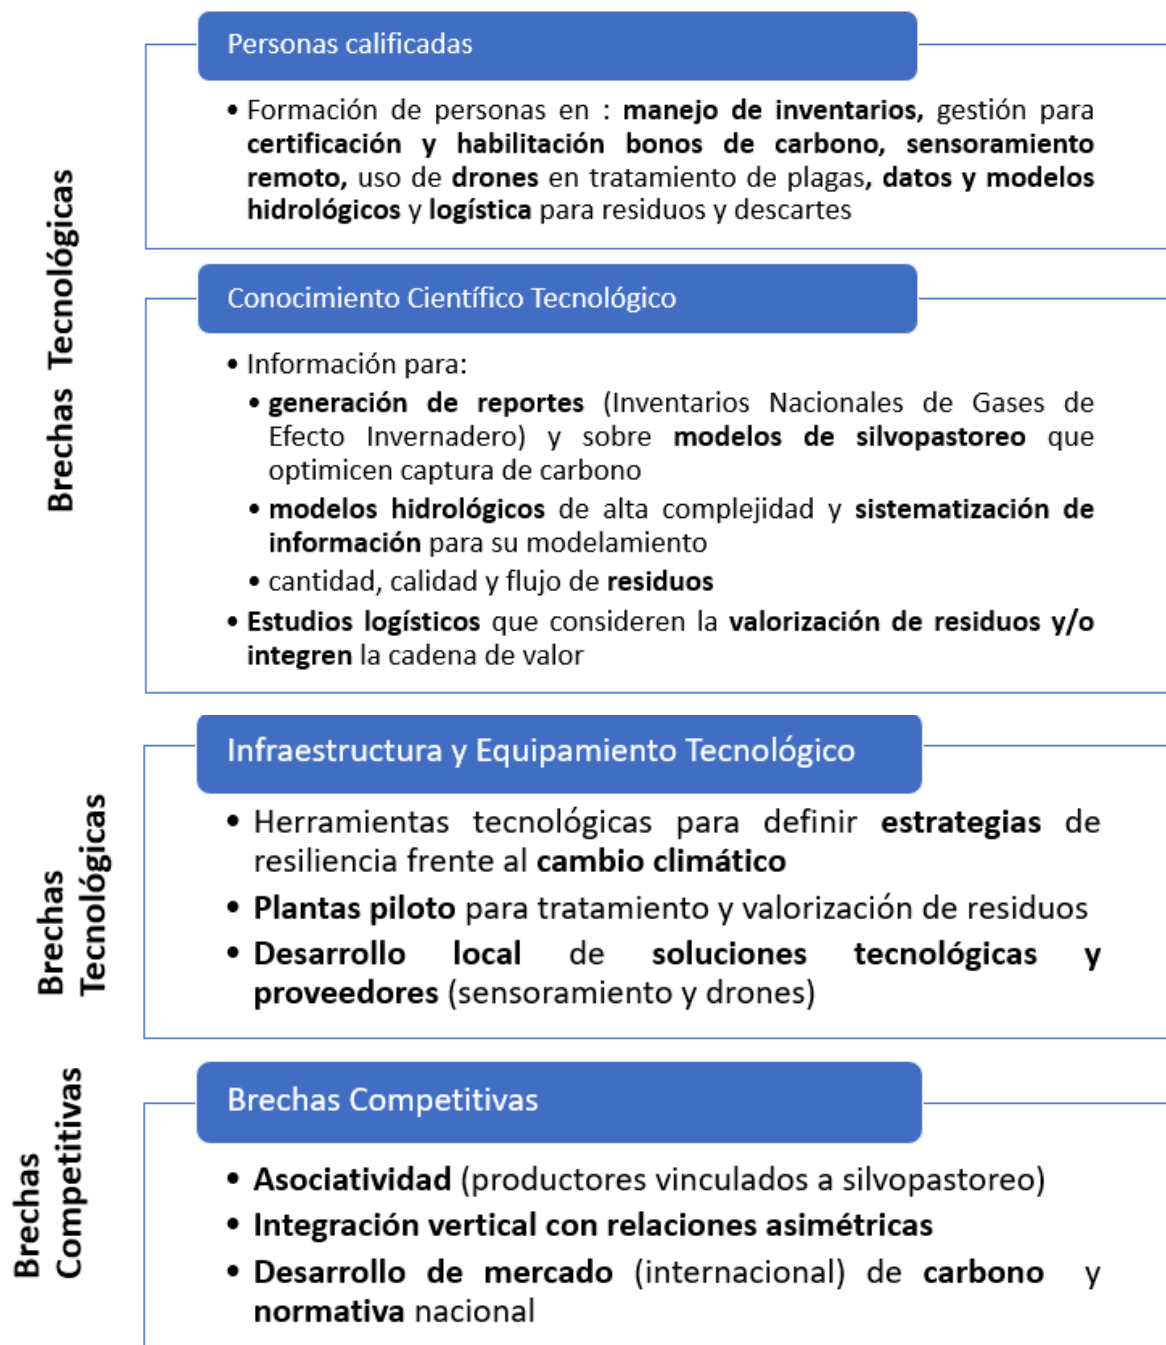 Brechas Tecnológicas
Personas calificadas
• Formación de personas en : manejo de inventarios, gestión para
certificación y habilitación bonos de carbono, sensoramiento
remoto, uso de drones en tratamiento de plagas, datos y modelos
hidrológicos y logística para residuos y descartes
Conocimiento Científico Tecnológico
• Información para:
• generación de reportes (Inventarios Nacionales de Gases de
Efecto Invernadero) y sobre modelos de silvopastoreo que
optimicen captura de carbono
• modelos hidrológicos de alta complejidad y sistematización de
información para su modelamiento
• cantidad, calidad y flujo de residuos
• Estudios logísticos que consideren la valorización de residuos y/o
integren la cadena de valor
Brechas
Tecnológicas
Infraestructura y Equipamiento Tecnológico
• Herramientas tecnológicas para definir estrategias de
resiliencia frente al cambio climático
• Plantas piloto para tratamiento y valorización de residuos
• Desarrollo local de soluciones tecnológicas y
proveedores (sensoramiento y drones)
Brechas
Competitivas
Brechas Competitivas
• Asociatividad (productores vinculados a silvopastoreo)
• Integración vertical con relaciones asimétricas
• Desarrollo de mercado (internacional) de carbono y
normativa nacional